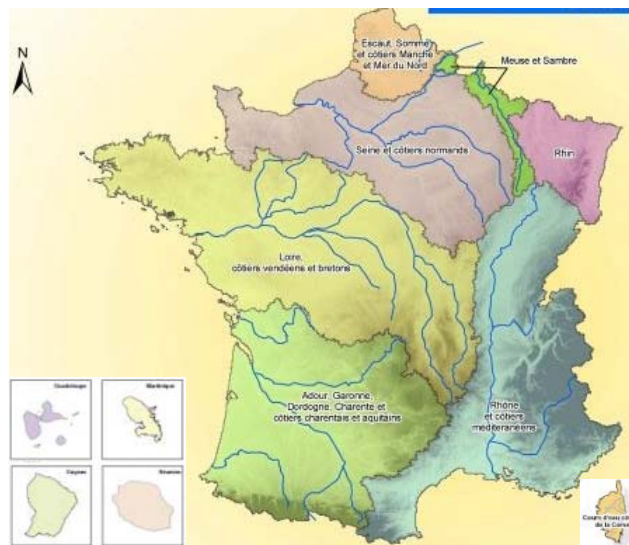 N
Escaut, Somme
et côtiers Manche
et Mer du Nord
Meuse et Sambre
Seine et côtiers normands
Rhin
Loire,
côtiers vendéens et bretons
Adour, Garonne,
Dordogne, Charente et
côtiers charentais et aquitains
Rhône
et côtiers
méditerranéens
Guadeloupe
Martinique
Guyane
Réunion
Cours d'eau
de la Corse